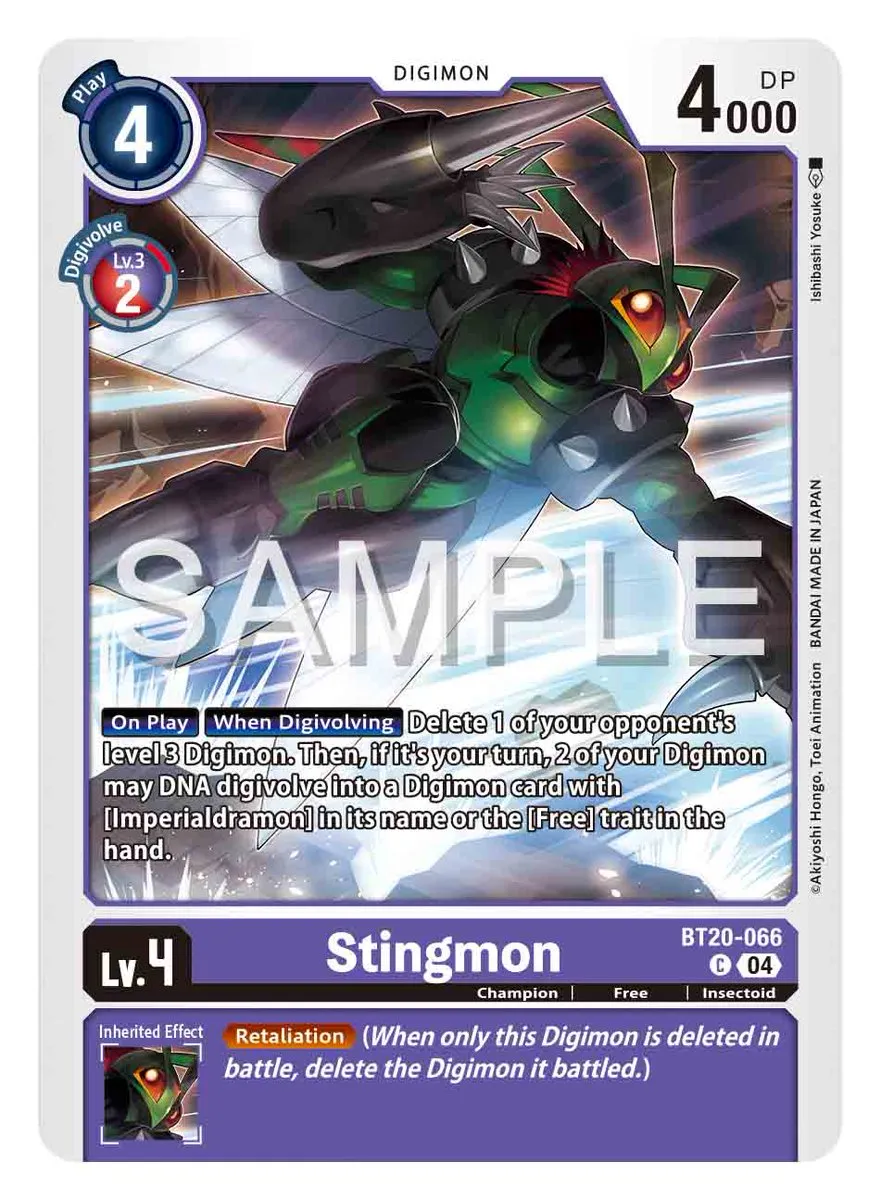 DIGIMON
Play
4
4000 DP
Digivolve
Lv.3
2
Ishibashi Yosuke
©Akiyoshi Hongo, Toei Animation BANDAI MADE IN JAPAN
SAMPLE
On Play When Digivolving Delete 1 of your opponent's
level 3 Digimon. Then, if it's your turn, 2 of your Digimon
may DNA digivolve into a Digimon card with
[Imperialdramon] in its name or the [Free] trait in the
hand.
Lv.4
Stingmon
BT20-066
C 04
Champion | Free | Insectoid
Inherited Effect
Retaliation (When only this Digimon is deleted in
battle, delete the Digimon it battled.)